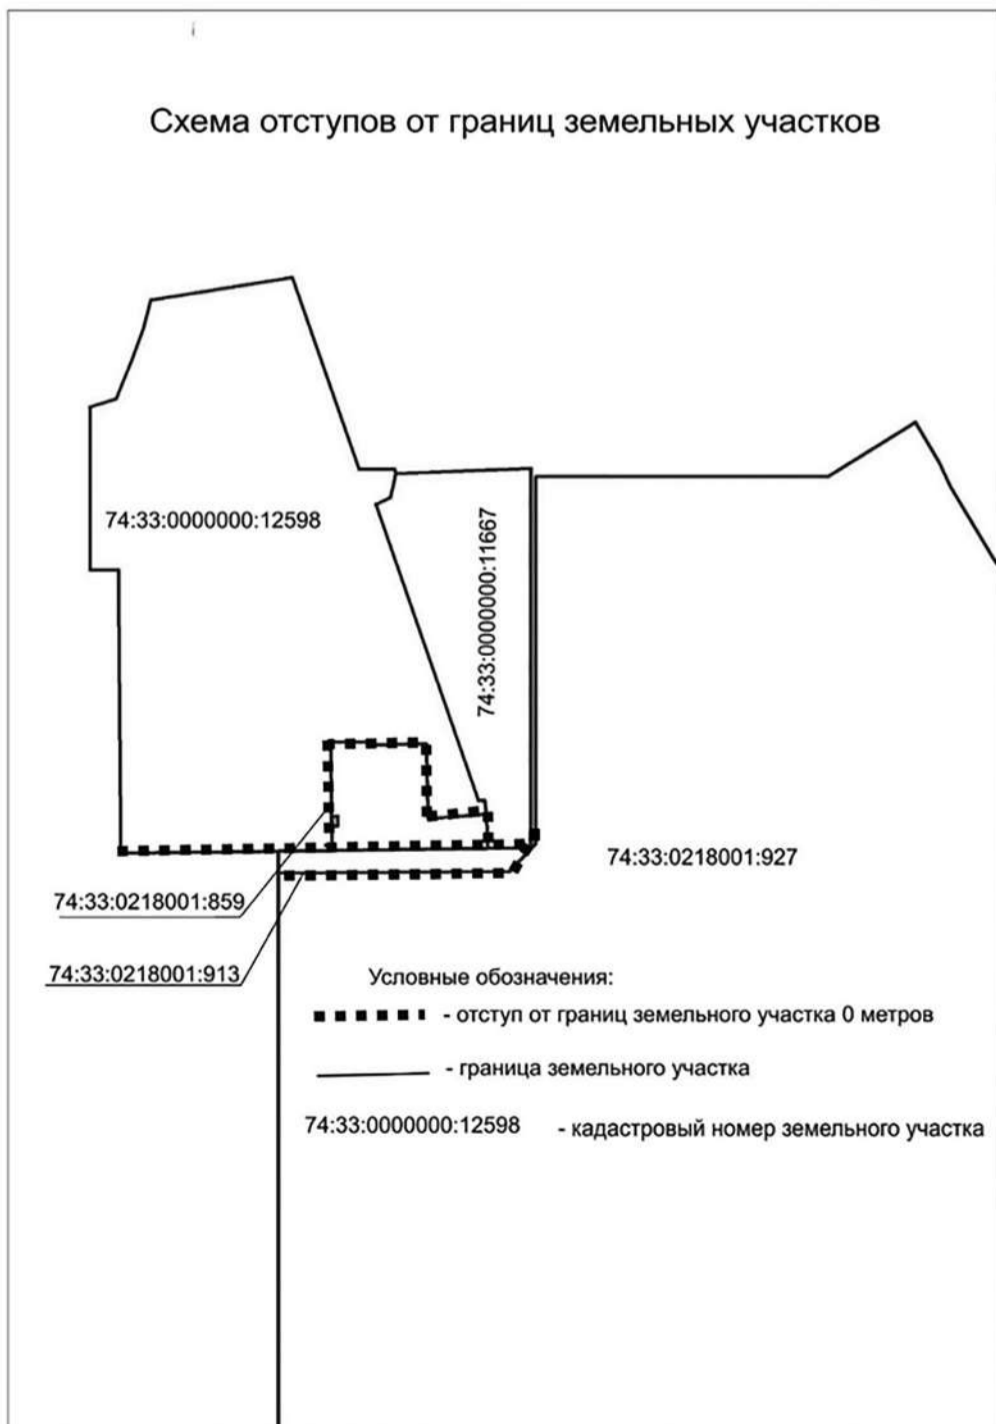 Схема отступов от границ земельных участков
74:33:0000000:12598
74:33:0000000:11667
74:33:0218001:927
74:33:0218001:859
74:33:0218001:913
Условные обозначения:
- отступ от границ земельного участка 0 метров
- граница земельного участка
74:33:0000000:12598 - кадастровый номер земельного участка